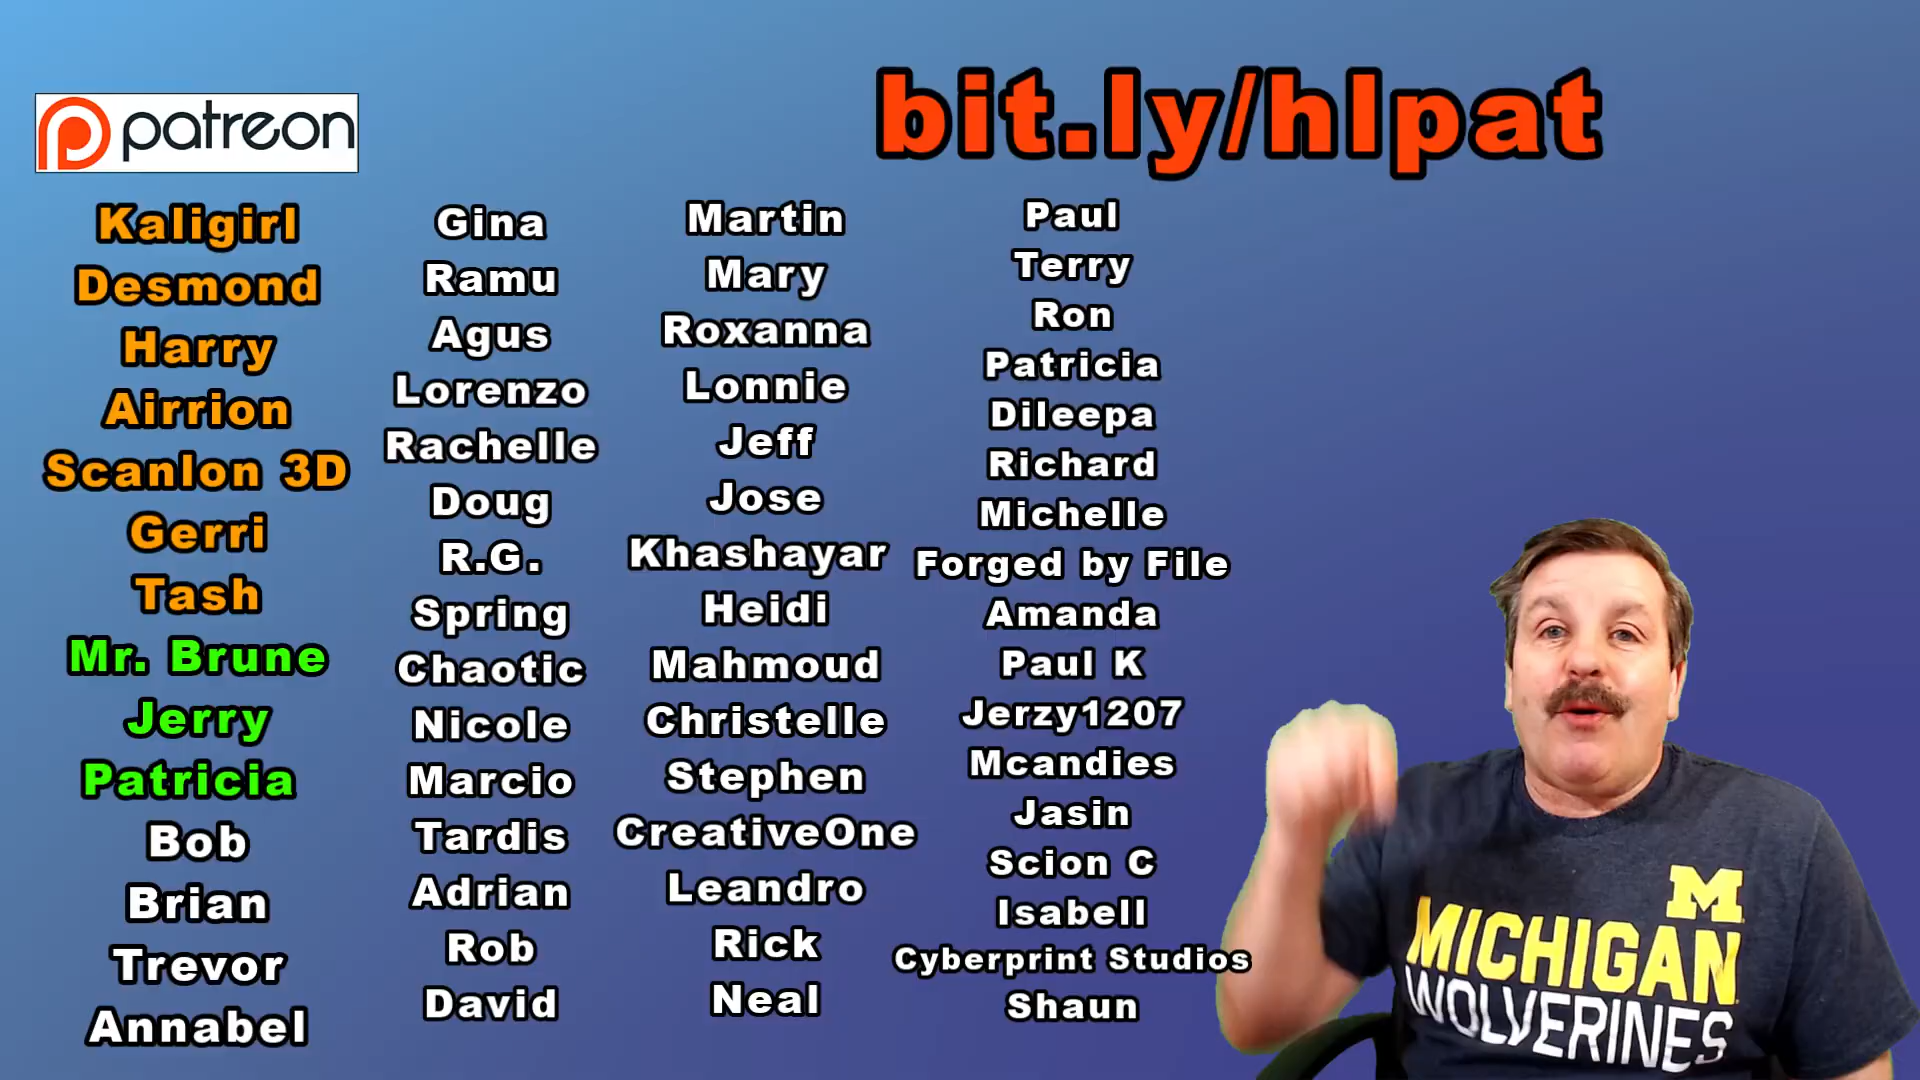 patreon
bit.ly/hlpat
Kaligirl
Desmond
Harry
Airrion
Scanlon 3D
Gerri
Tash
Mr. Brune
Jerry
Patricia
Bob
Brian
Trevor
Annabel
Gina
Ramu
Agus
Lorenzo
Rachelle
Doug
R.G.
Spring
Chaotic
Nicole
Marcio
Tardis
Adrian
Rob
David
Martin
Mary
Roxanna
Lonnie
Jeff
Jose
Khashayar
Heidi
Mahmoud
Christelle
Stephen
CreativeOne
Leandro
Rick
Neal
Paul
Terry
Ron
Patricia
Dileepa
Richard
Michelle
Forged by File
Amanda
Paul K
Jerzy1207
Mcandies
Jasin
Scion C
Isabell
Cyberprint Studios
Shaun
M
MICHIGAN
WOLVERINES